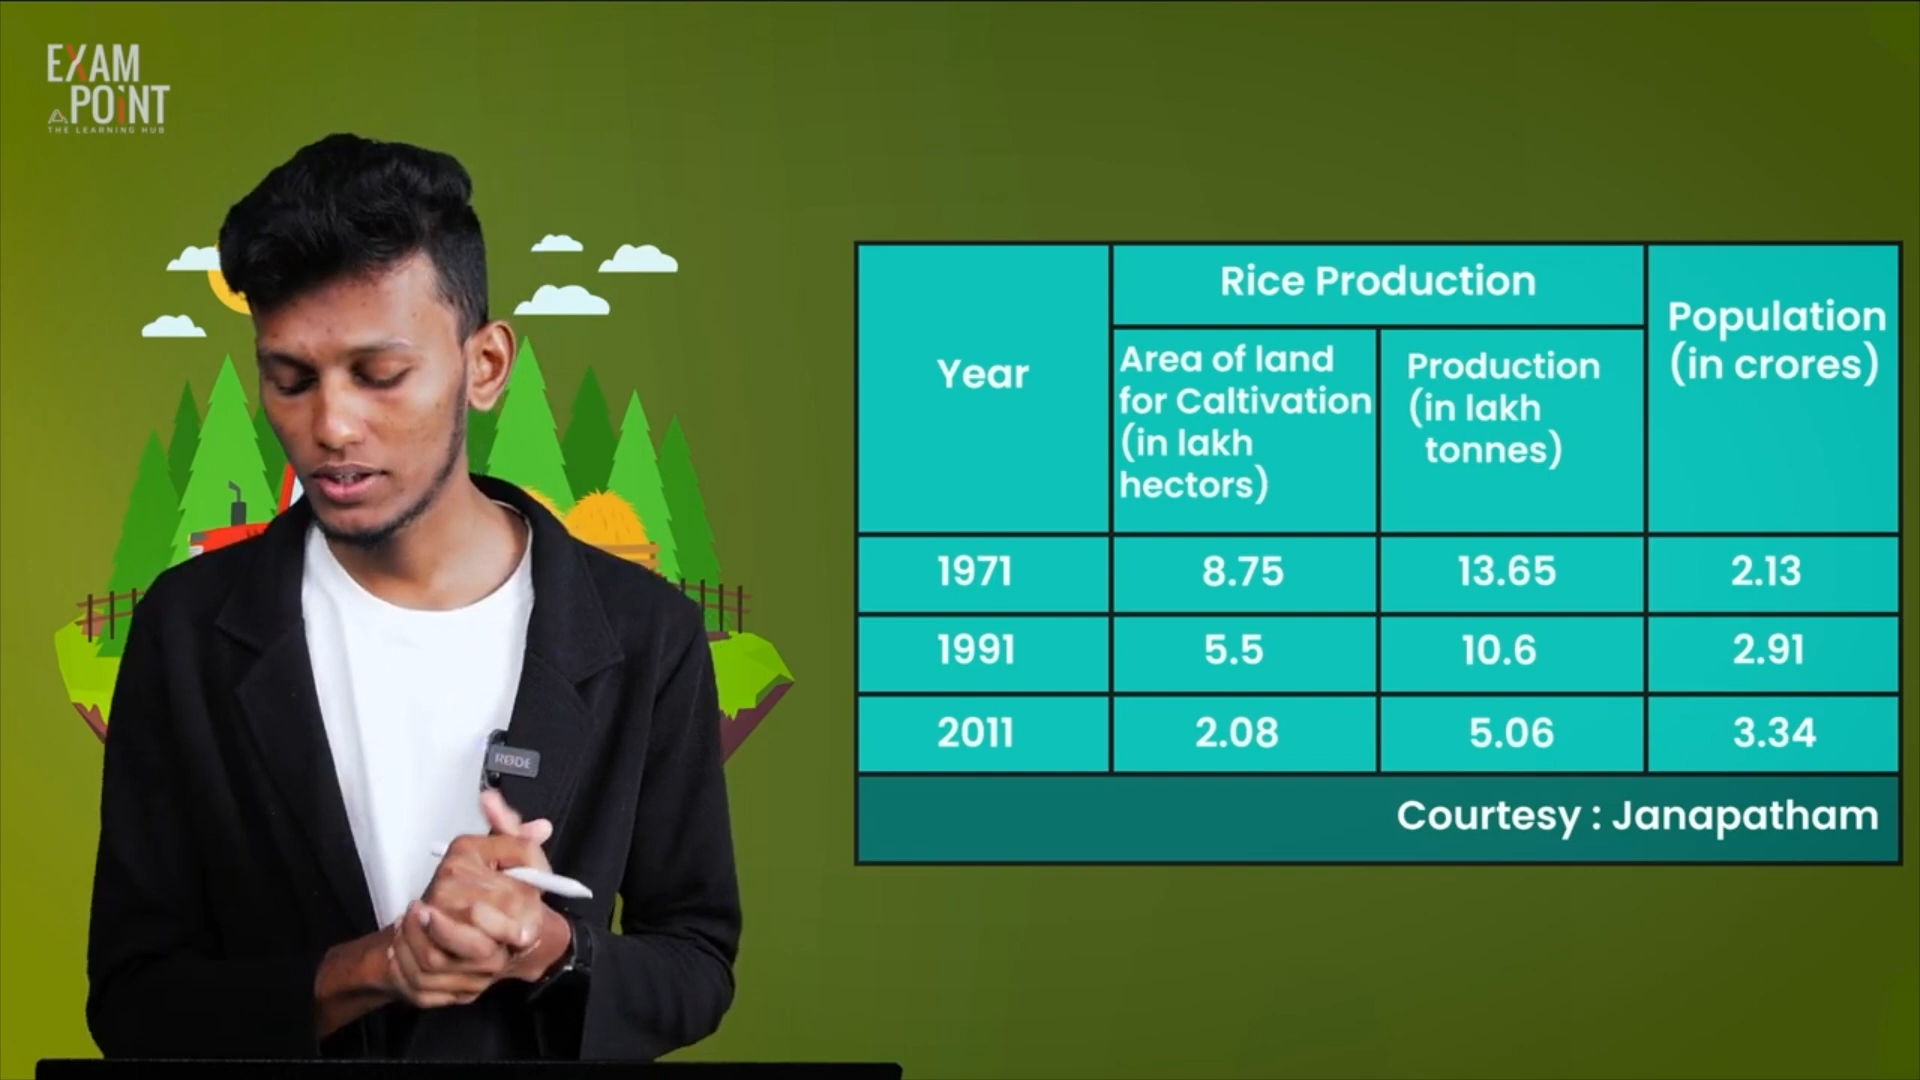 EXAM
POINT
THE LEARNING HUB
Year
Rice Production
Population
(in crores)
Area of land
for Caltivation
(in lakh
hectors)
Production
(in lakh
tonnes)
1971 8.75 13.65 2.13
1991 5.5 10.6 2.91
2011 2.08 5.06 3.34
Courtesy : Janapatham
RØDE